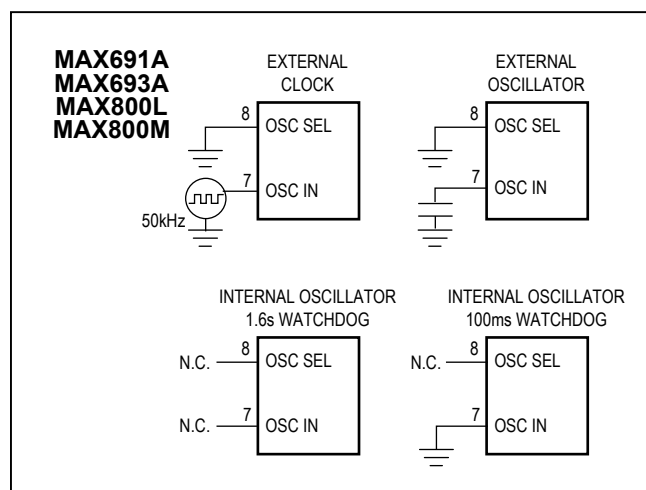 MAX691A
MAX693A
MAX800L
MAX800M
EXTERNAL
CLOCK
8
OSC SEL
7
OSC IN
50kHz
EXTERNAL
OSCILLATOR
8
OSC SEL
7
OSC IN
INTERNAL OSCILLATOR
1.6s WATCHDOG
N.C.
8
OSC SEL
N.C.
7
OSC IN
INTERNAL OSCILLATOR
100ms WATCHDOG
N.C.
8
OSC SEL
7
OSC IN